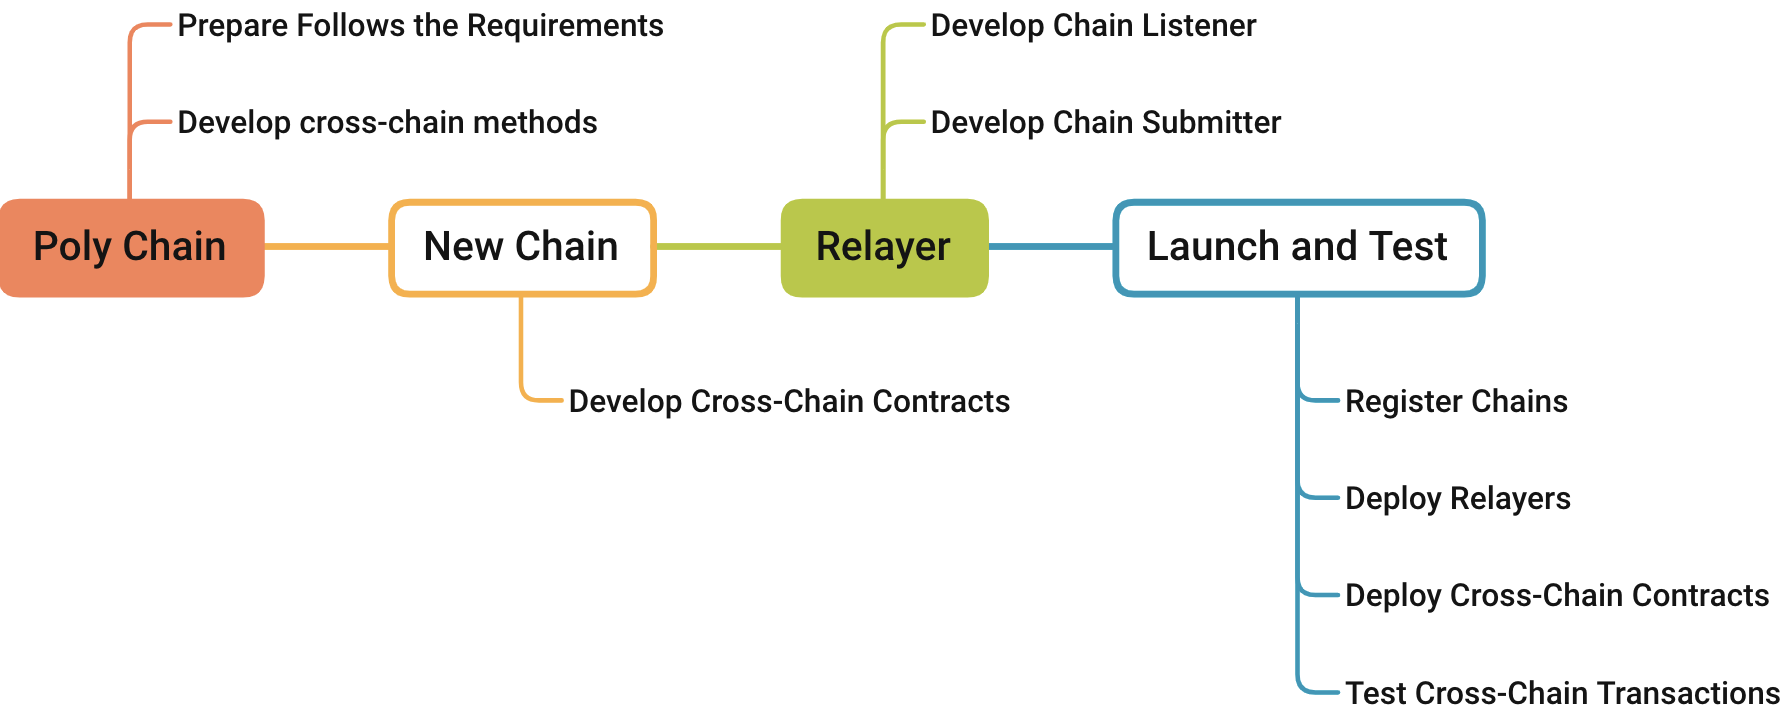 Prepare Follows the Requirements
Develop Chain Listener
Develop cross-chain methods
Develop Chain Submitter
Poly Chain
New Chain
Relayer
Launch and Test
Develop Cross-Chain Contracts
Register Chains
Deploy Relayers
Deploy Cross-Chain Contracts
Test Cross-Chain Transactions